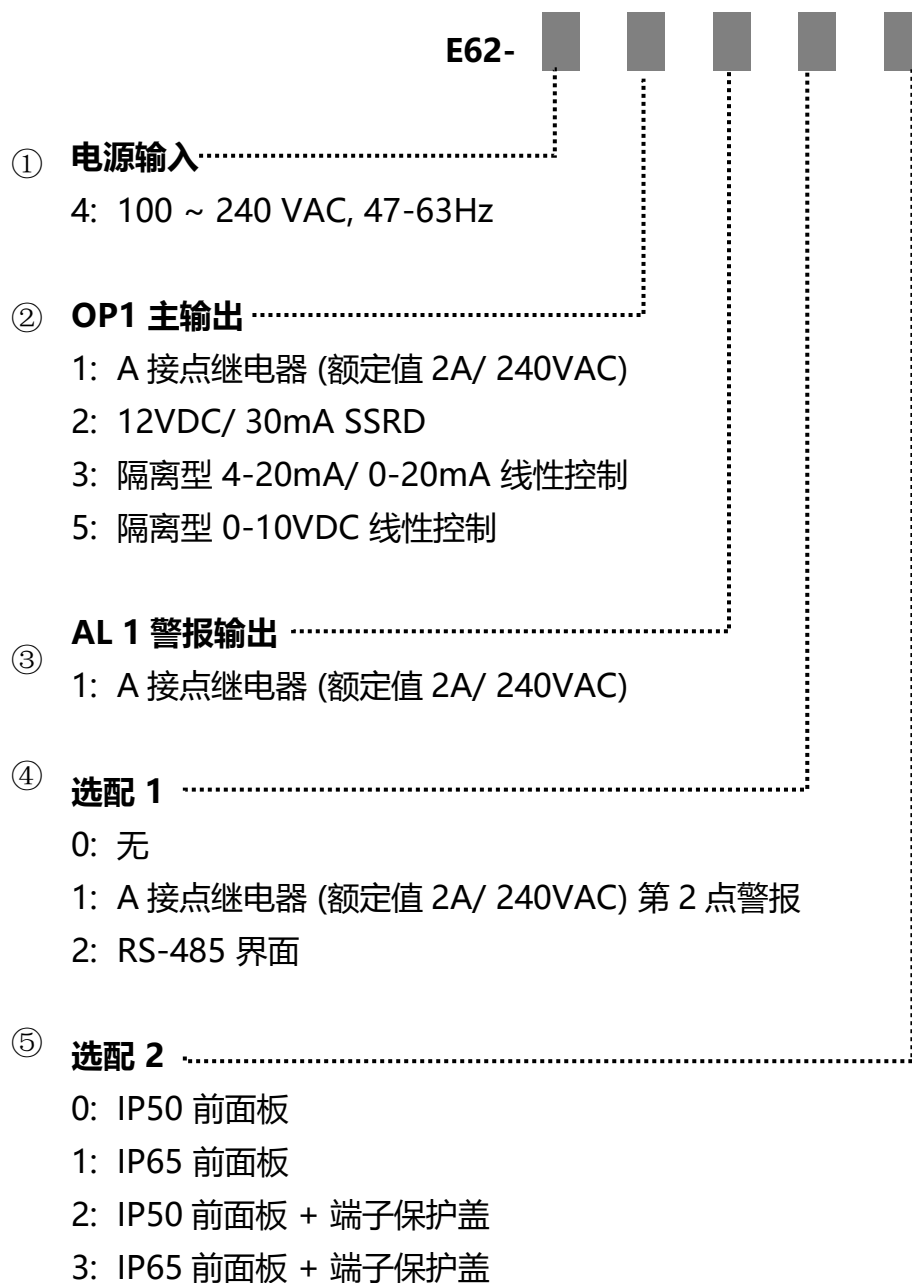 E62-
① 电源输入
4: 100 ~ 240 VAC, 47-63Hz
② OP1 主输出
1: A 接点继电器 (额定值 2A/ 240VAC)
2: 12VDC/ 30mA SSRD
3: 隔离型 4-20mA/ 0-20mA 线性控制
5: 隔离型 0-10VDC 线性控制
③ AL 1 警报输出
1: A 接点继电器 (额定值 2A/ 240VAC)
④ 选配 1
0: 无
1: A 接点继电器 (额定值 2A/ 240VAC) 第 2 点警报
2: RS-485 界面
⑤ 选配 2
0: IP50 前面板
1: IP65 前面板
2: IP50 前面板 + 端子保护盖
3: IP65 前面板 + 端子保护盖